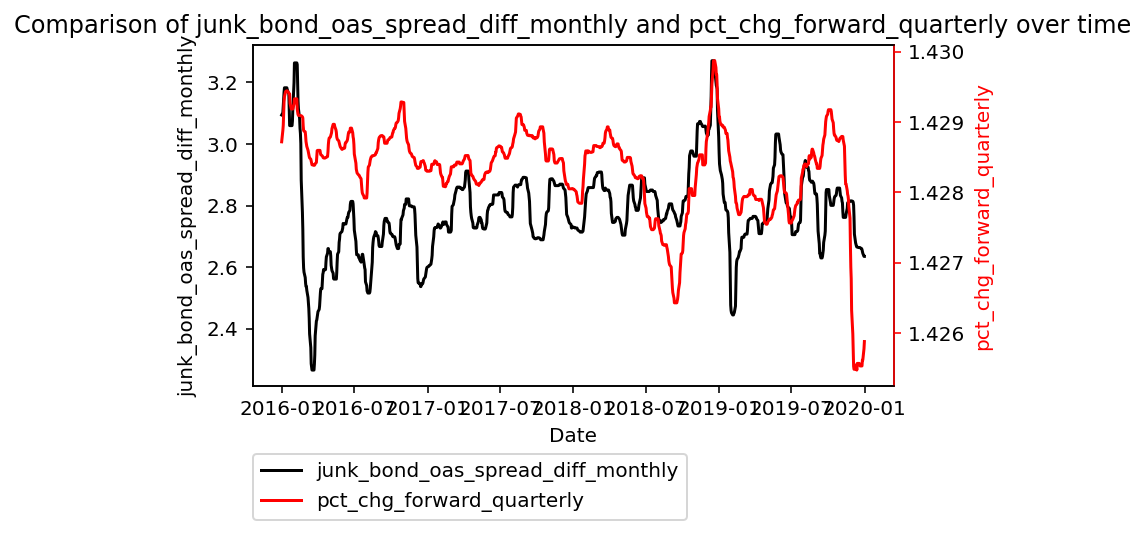 Comparison of junk_bond_oas_spread_diff_monthly and pct_chg_forward_quarterly over time
junk_bond_oas_spread_diff_monthly
3.2
3.0
2.8
2.6
2.4
1.430
1.429
1.428
1.427
1.426
pct_chg_forward_quarterly
2016-01 2016-07 2017-01 2017-07 2018-01 2018-07 2019-01 2019-07 2020-01
Date
junk_bond_oas_spread_diff_monthly
pct_chg_forward_quarterly